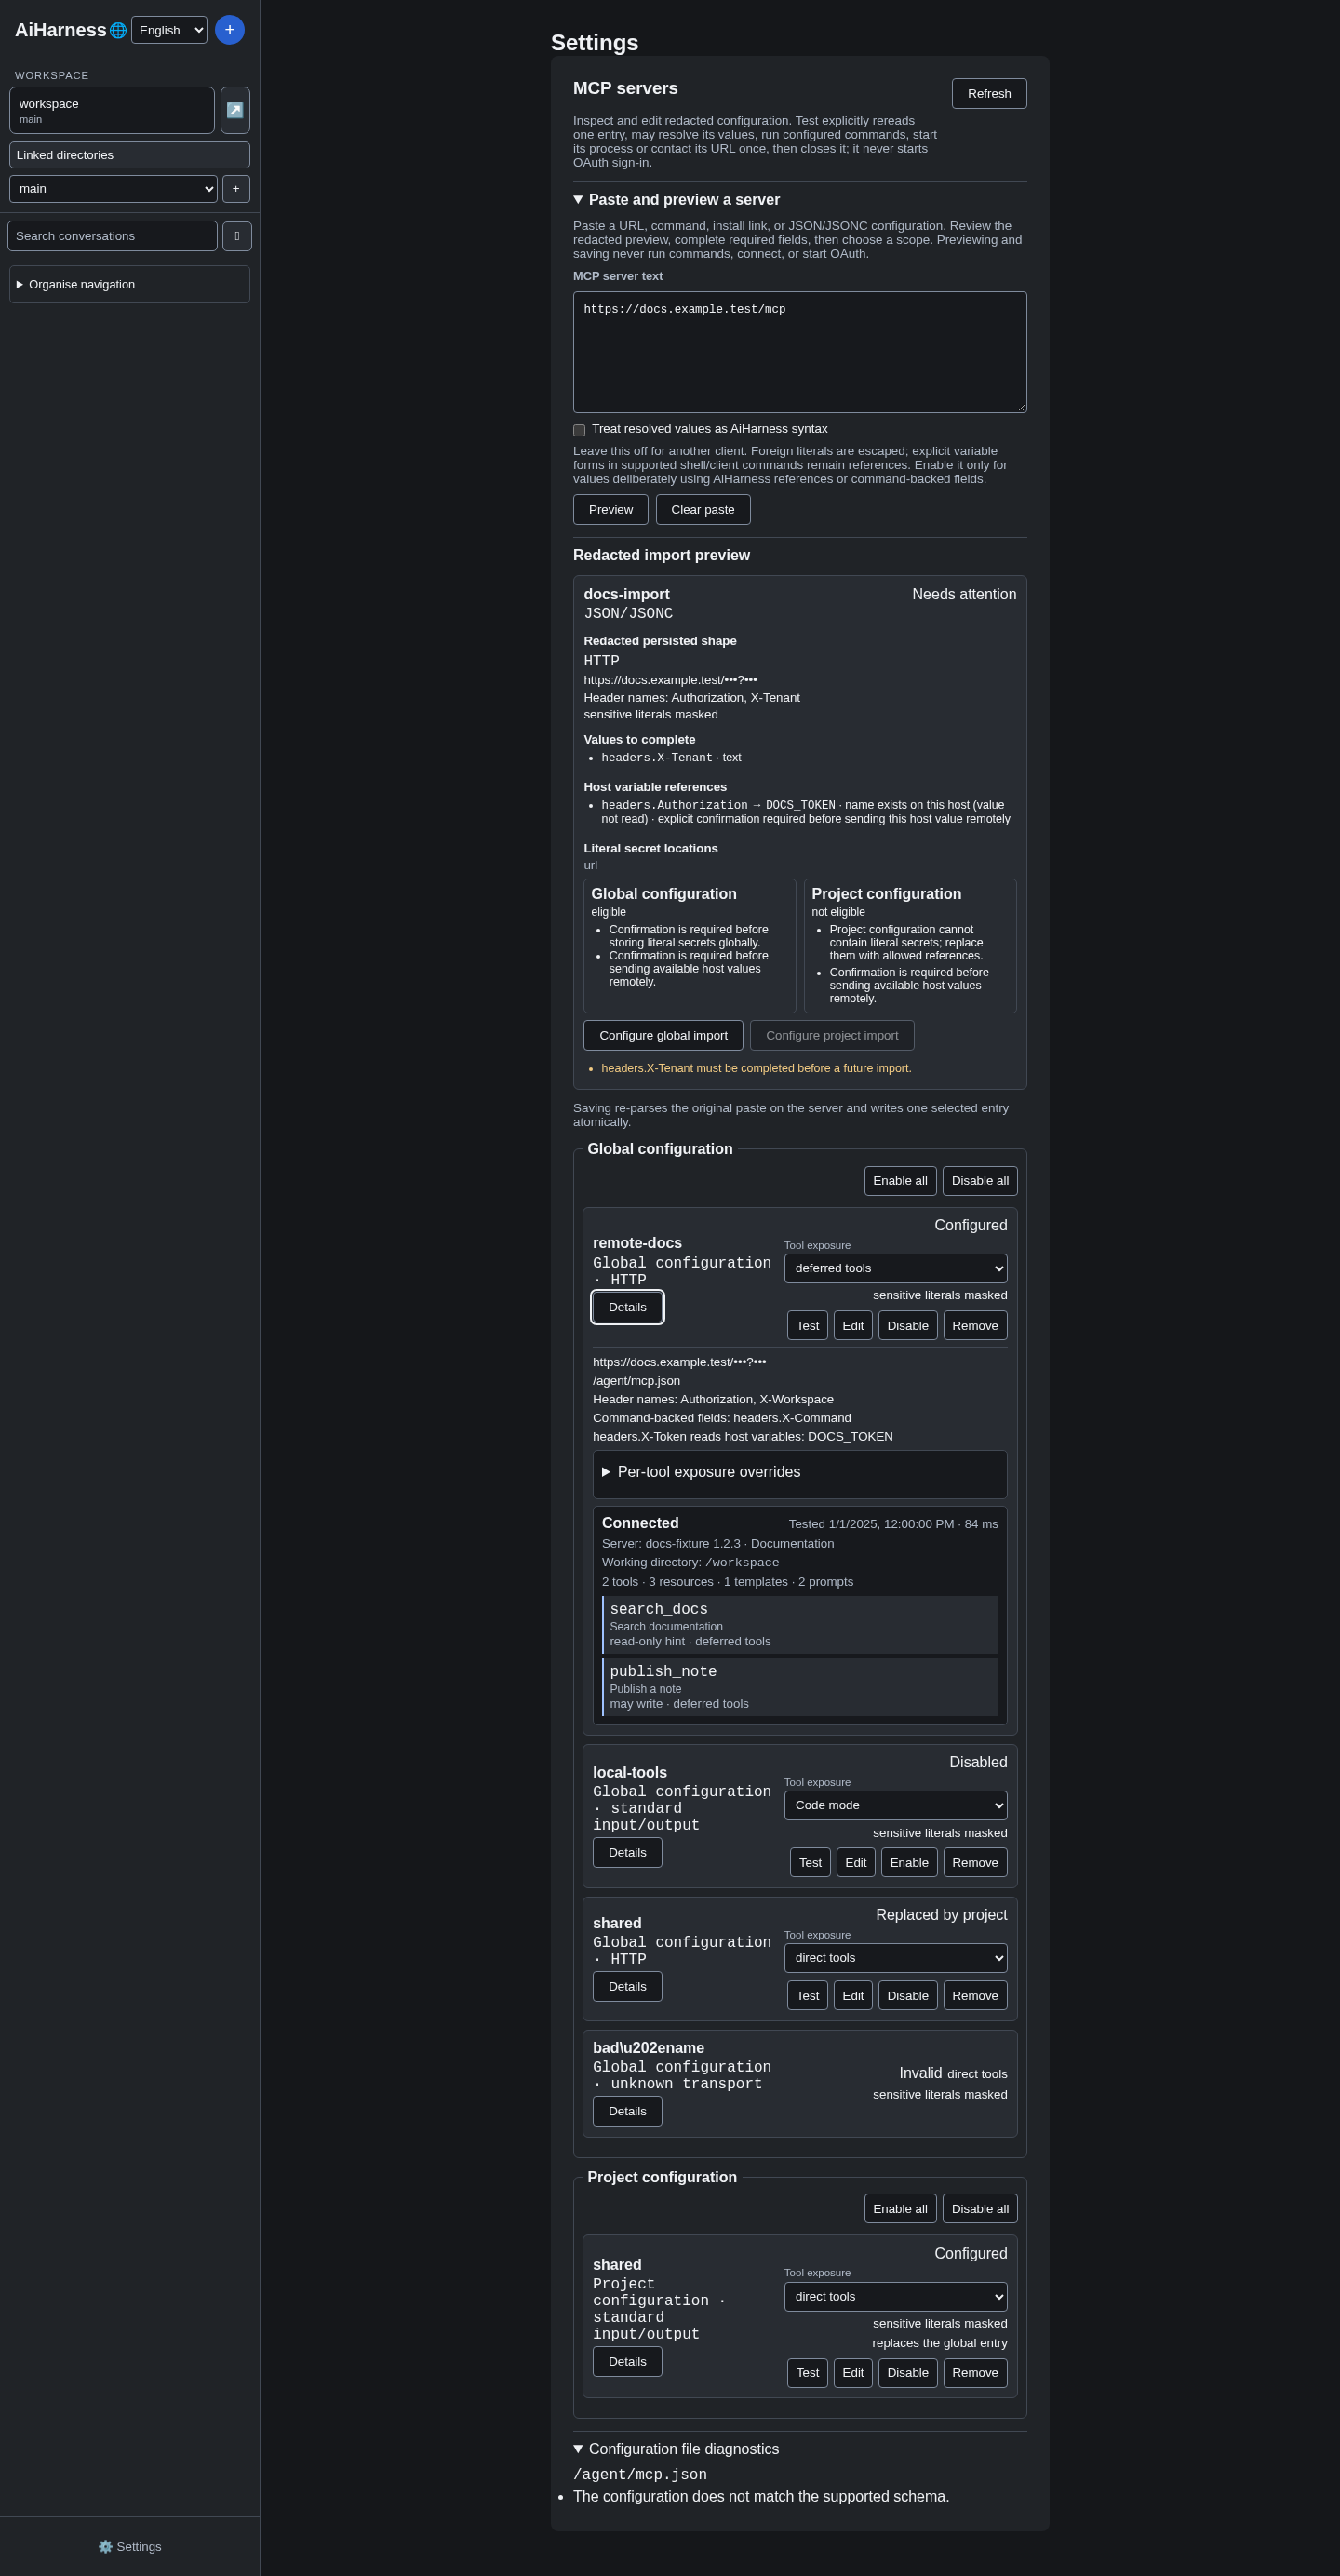 AiHarness
English
+
WORKSPACE
workspace
main
Linked directories
main
+
Search conversations
Organise navigation
Settings
Settings
MCP servers
Refresh
Inspect and edit redacted configuration. Test explicitly rereads
one entry, may resolve its values, run configured commands, start
its process or contact its URL once, then closes it; it never starts
OAuth sign-in.
Paste and preview a server
Paste a URL, command, install link, or JSON/JSONC configuration. Review the
redacted preview, complete required fields, then choose a scope. Previewing and
saving never run commands, connect, or start OAuth.
MCP server text
https://docs.example.test/mcp
Treat resolved values as AiHarness syntax
Leave this off for another client. Foreign literals are escaped; explicit variable
forms in supported shell/client commands remain references. Enable it only for
values deliberately using AiHarness references or command-backed fields.
Preview
Clear paste
Redacted import preview
docs-import
Needs attention
JSON/JSONC
Redacted persisted shape
HTTP
https://docs.example.test/•••?•••
Header names: Authorization, X-Tenant
sensitive literals masked
Values to complete
• headers.X-Tenant · text
Host variable references
• headers.Authorization → DOCS_TOKEN · name exists on this host (value
not read) · explicit confirmation required before sending this host value remotely
Literal secret locations
url
Global configuration
eligible
• Confirmation is required before
storing literal secrets globally.
• Confirmation is required before
sending available host values
remotely.
Project configuration
not eligible
• Project configuration cannot
contain literal secrets; replace
them with allowed references.
• Confirmation is required before
sending available host values
remotely.
Configure global import
Configure project import
• headers.X-Tenant must be completed before a future import.
Saving re-parses the original paste on the server and writes one selected entry
atomically.
Global configuration
Enable all
Disable all
remote-docs
Global configuration
· HTTP
Details
Configured
Tool exposure
deferred tools
sensitive literals masked
Test
Edit
Disable
Remove
https://docs.example.test/•••?•••
/agent/mcp.json
Header names: Authorization, X-Workspace
Command-backed fields: headers.X-Command
headers.X-Token reads host variables: DOCS_TOKEN
Per-tool exposure overrides
Connected
Tested 1/1/2025, 12:00:00 PM · 84 ms
Server: docs-fixture 1.2.3 · Documentation
Working directory: /workspace
2 tools · 3 resources · 1 templates · 2 prompts
search_docs
Search documentation
read-only hint · deferred tools
publish_note
Publish a note
may write · deferred tools
local-tools
Global configuration
· standard
input/output
Details
Disabled
Tool exposure
Code mode
sensitive literals masked
Test
Edit
Enable
Remove
shared
Global configuration
· HTTP
Details
Replaced by project
Tool exposure
direct tools
Test
Edit
Disable
Remove
bad\u202ename
Global configuration
· unknown transport
Details
Invalid direct tools
sensitive literals masked
Project configuration
Enable all
Disable all
shared
Project
configuration ·
standard
input/output
Details
Configured
Tool exposure
direct tools
sensitive literals masked
replaces the global entry
Test
Edit
Disable
Remove
Configuration file diagnostics
/agent/mcp.json
• The configuration does not match the supported schema.